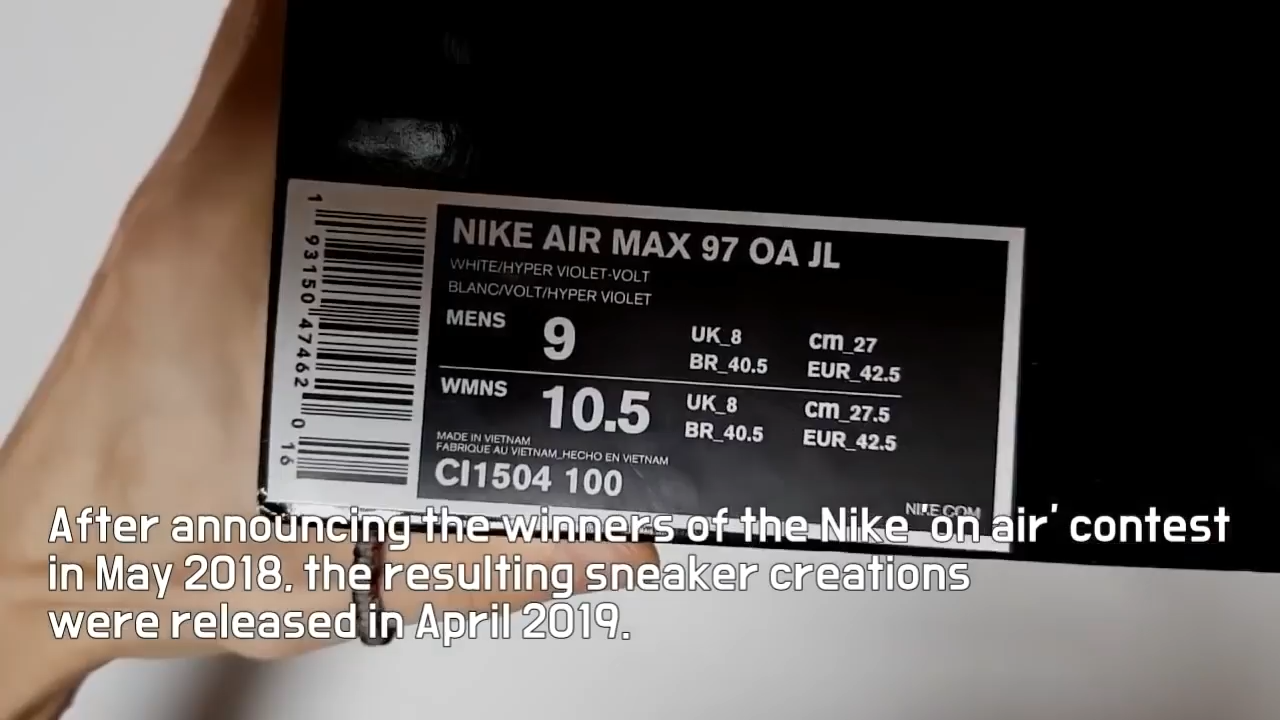 NIKE AIR MAX 97 OA JL
WHITE/HYPER VIOLET-VOLT
BLANC/VOLT/HYPER VIOLET
MENS 9 UK_8 cm_27
BR_40.5 EUR_42.5
WMNS 10.5 UK_8 cm_27.5
BR_40.5 EUR_42.5
MADE IN VIETNAM
FABRIQUE AU VIETNAM_HECHO EN VIETNAM
CI1504 100
NIKE.COM
1 93150 47462 0 16
After announcing the winners of the Nike 'on air' contest
in May 2018, the resulting sneaker creations
were released in April 2019.